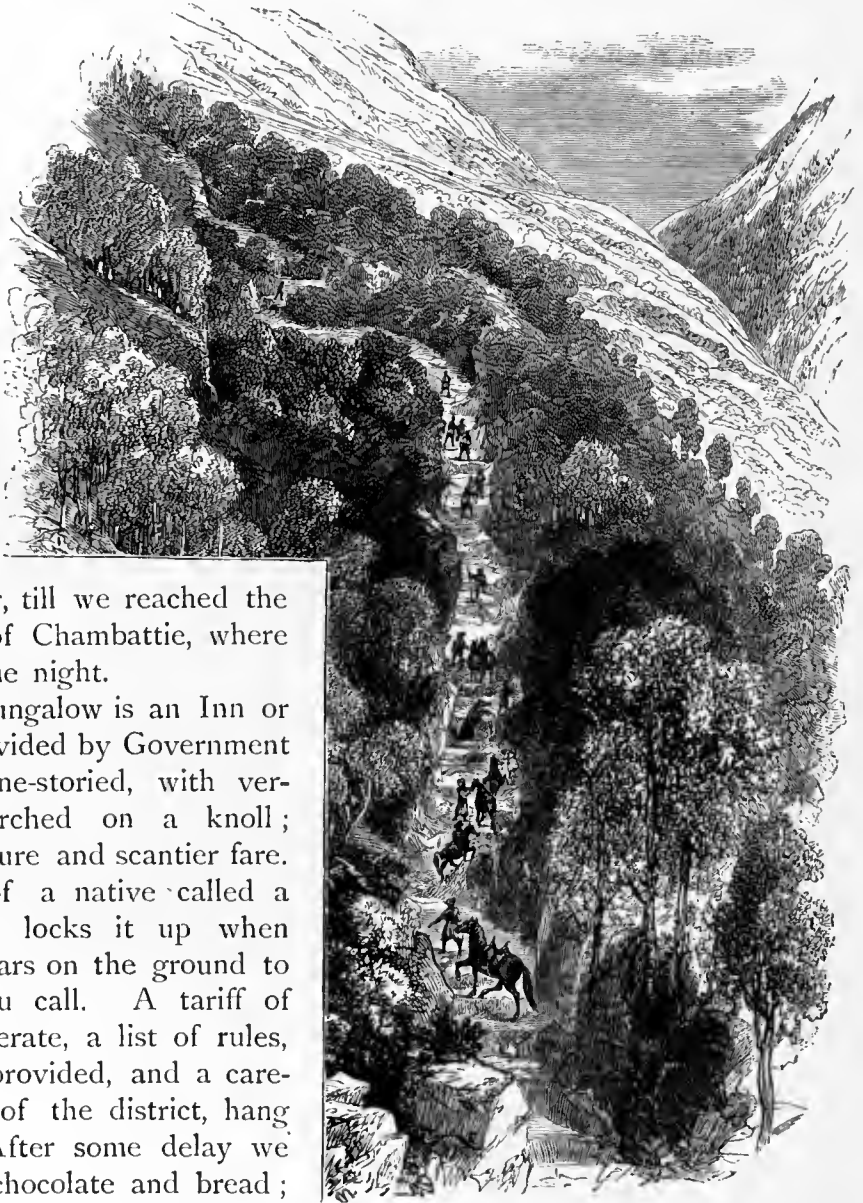 r, till we reached the
of Chambattie, where
e night.
ngalow is an Inn or
vided by Government
ne-storied, with ver-
rched on a knoll ;
ure and scantier fare.
of a native called a
locks it up when
ars on the ground to
u call. A tariff of
erate, a list of rules,
provided, and a care-
of the district, hang
After some delay we
chocolate and bread ;